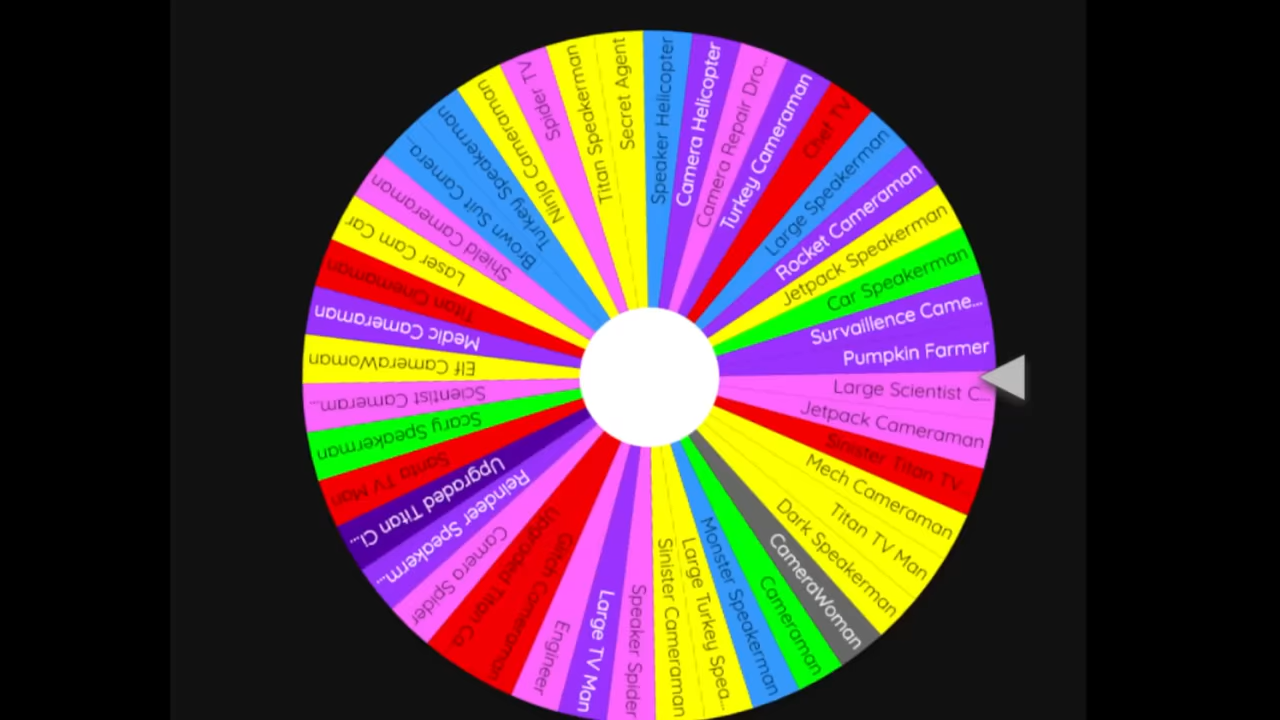 Speaker Helicopter
Camera Helicopter
Camera Repair Dro...
Turkey Cameraman
Chef TV
Large Speakerman
Rocket Cameraman
Jetpack Speakerman
Car Speakerman
Survaillence Came...
Pumpkin Farmer
Large Scientist C...
Jetpack Cameraman
Sinister Titan TV
Mech Cameraman
Titan TV Man
Dark Speakerman
CameraWoman
Cameraman
Monster Speakerman
Large Turkey Spea...
Sinister Cameraman
Speaker Spider
Large TV Man
Engineer
Glitch Cameraman
Upgraded Titan Ca...
Camera Spider
Reindeer Speakerm...
Upgraded Titan Ci...
Santa TV Man
Scary Speakerman
Scientist Cameram...
Elf CameraWoman
Medic Cameraman
Titan Cinemaman
Laser Cam Car
Shield Cameraman
Brown Suit Camera...
Turkey Speakerman
Ninja Cameraman
Spider TV
Titan Speakerman
Secret Agent